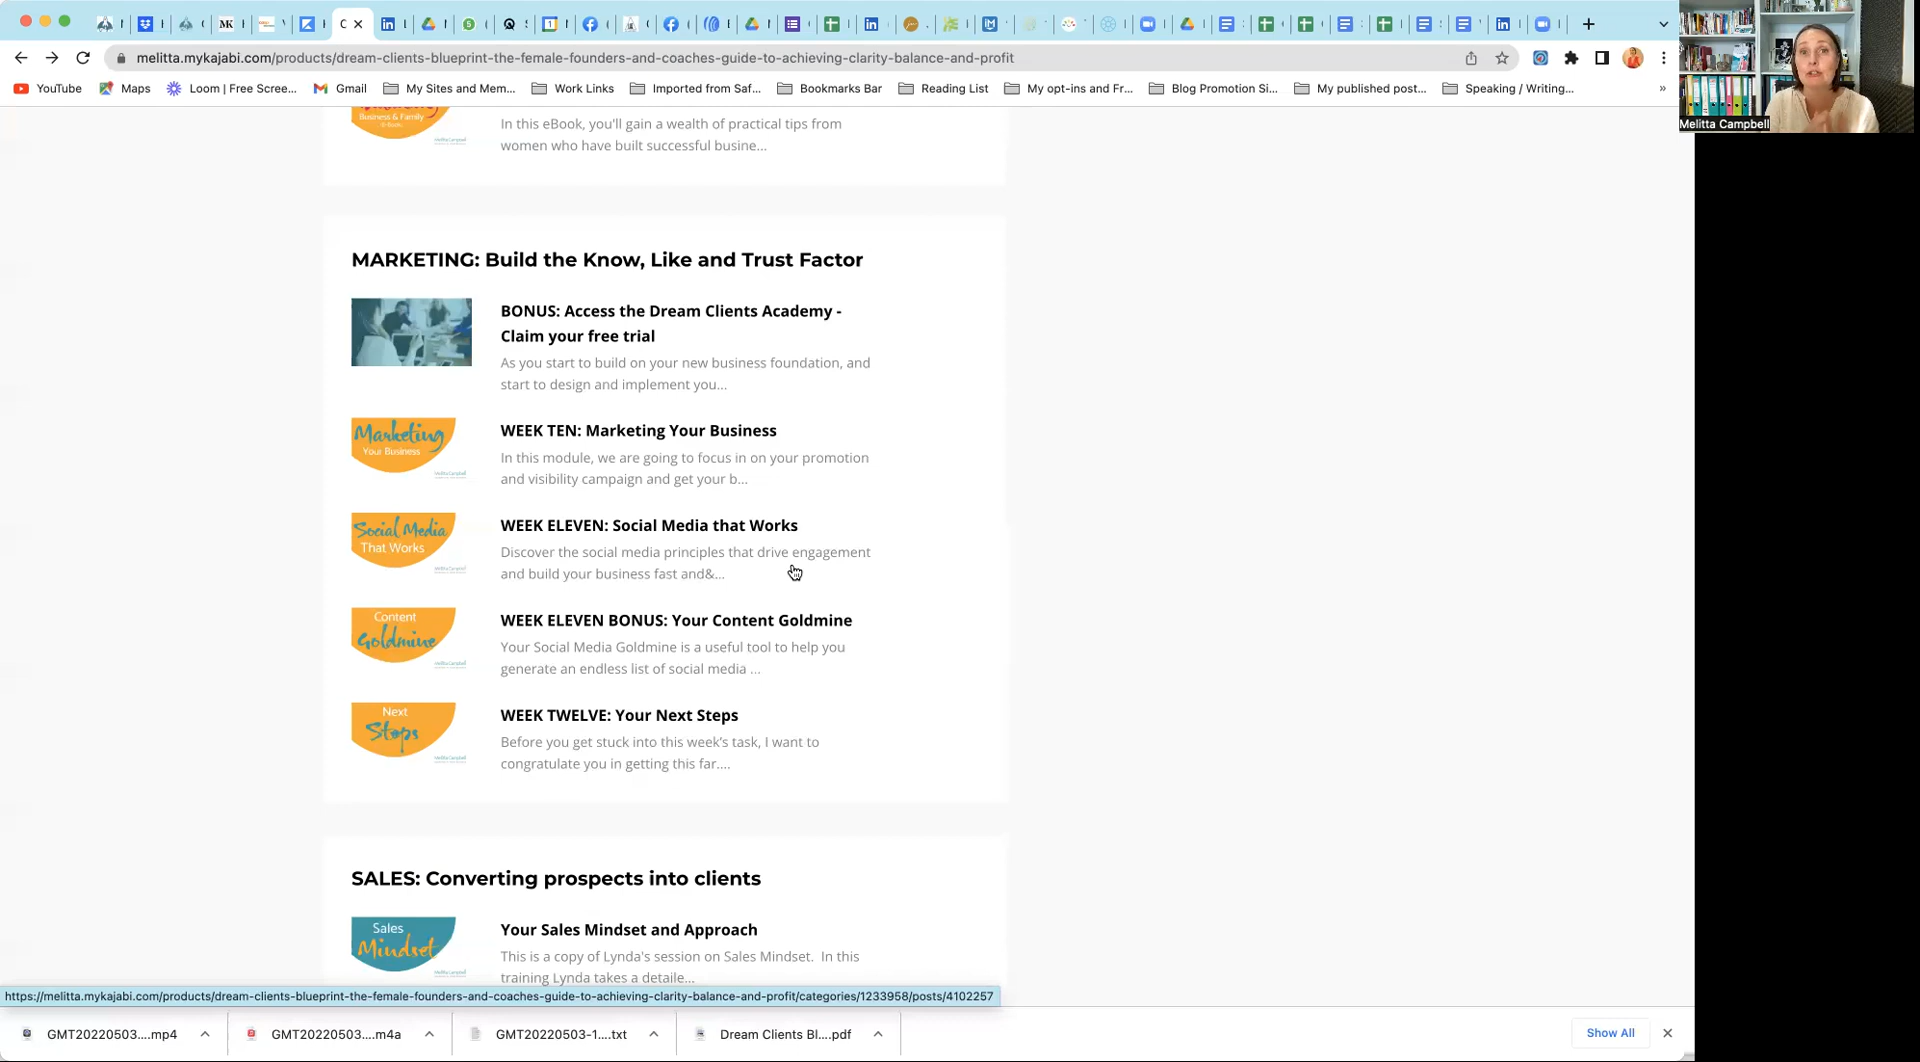 melitta.mykajabi.com/products/dream-clients-blueprint-the-female-founders-and-coaches-guide-to-achieving-clarity-balance-and-profit
YouTube
Maps
Loom | Free Scree...
Gmail
My Sites and Mem...
Work Links
Imported from Saf...
Bookmarks Bar
Reading List
My opt-ins and Fr...
Blog Promotion Si...
My published post...
Speaking / Writing...
»
Melitta Campbell
Business & Family
In this eBook, you'll gain a wealth of practical tips from
women who have built successful busine...
MARKETING: Build the Know, Like and Trust Factor
BONUS: Access the Dream Clients Academy -
Claim your free trial
As you start to build on your new business foundation, and
start to design and implement you...
Marketing
Your Business
WEEK TEN: Marketing Your Business
In this module, we are going to focus in on your promotion
and visibility campaign and get your b...
Social Media
That Works
WEEK ELEVEN: Social Media that Works
Discover the social media principles that drive engagement
and build your business fast and&...
Content
Goldmine
WEEK ELEVEN BONUS: Your Content Goldmine
Your Social Media Goldmine is a useful tool to help you
generate an endless list of social media ...
Next
Steps
WEEK TWELVE: Your Next Steps
Before you get stuck into this week's task, I want to
congratulate you in getting this far....
SALES: Converting prospects into clients
Sales
Mindset
Your Sales Mindset and Approach
This is a copy of Lynda's session on Sales Mindset. In this
training Lynda takes a detaile...
https://melitta.mykajabi.com/products/dream-clients-blueprint-the-female-founders-and-coaches-guide-to-achieving-clarity-balance-and-profit/categories/1233958/posts/4102257
GMT20220503....mp4
GMT20220503....m4a
GMT20220503-1....txt
Dream Clients Bl....pdf
Show All